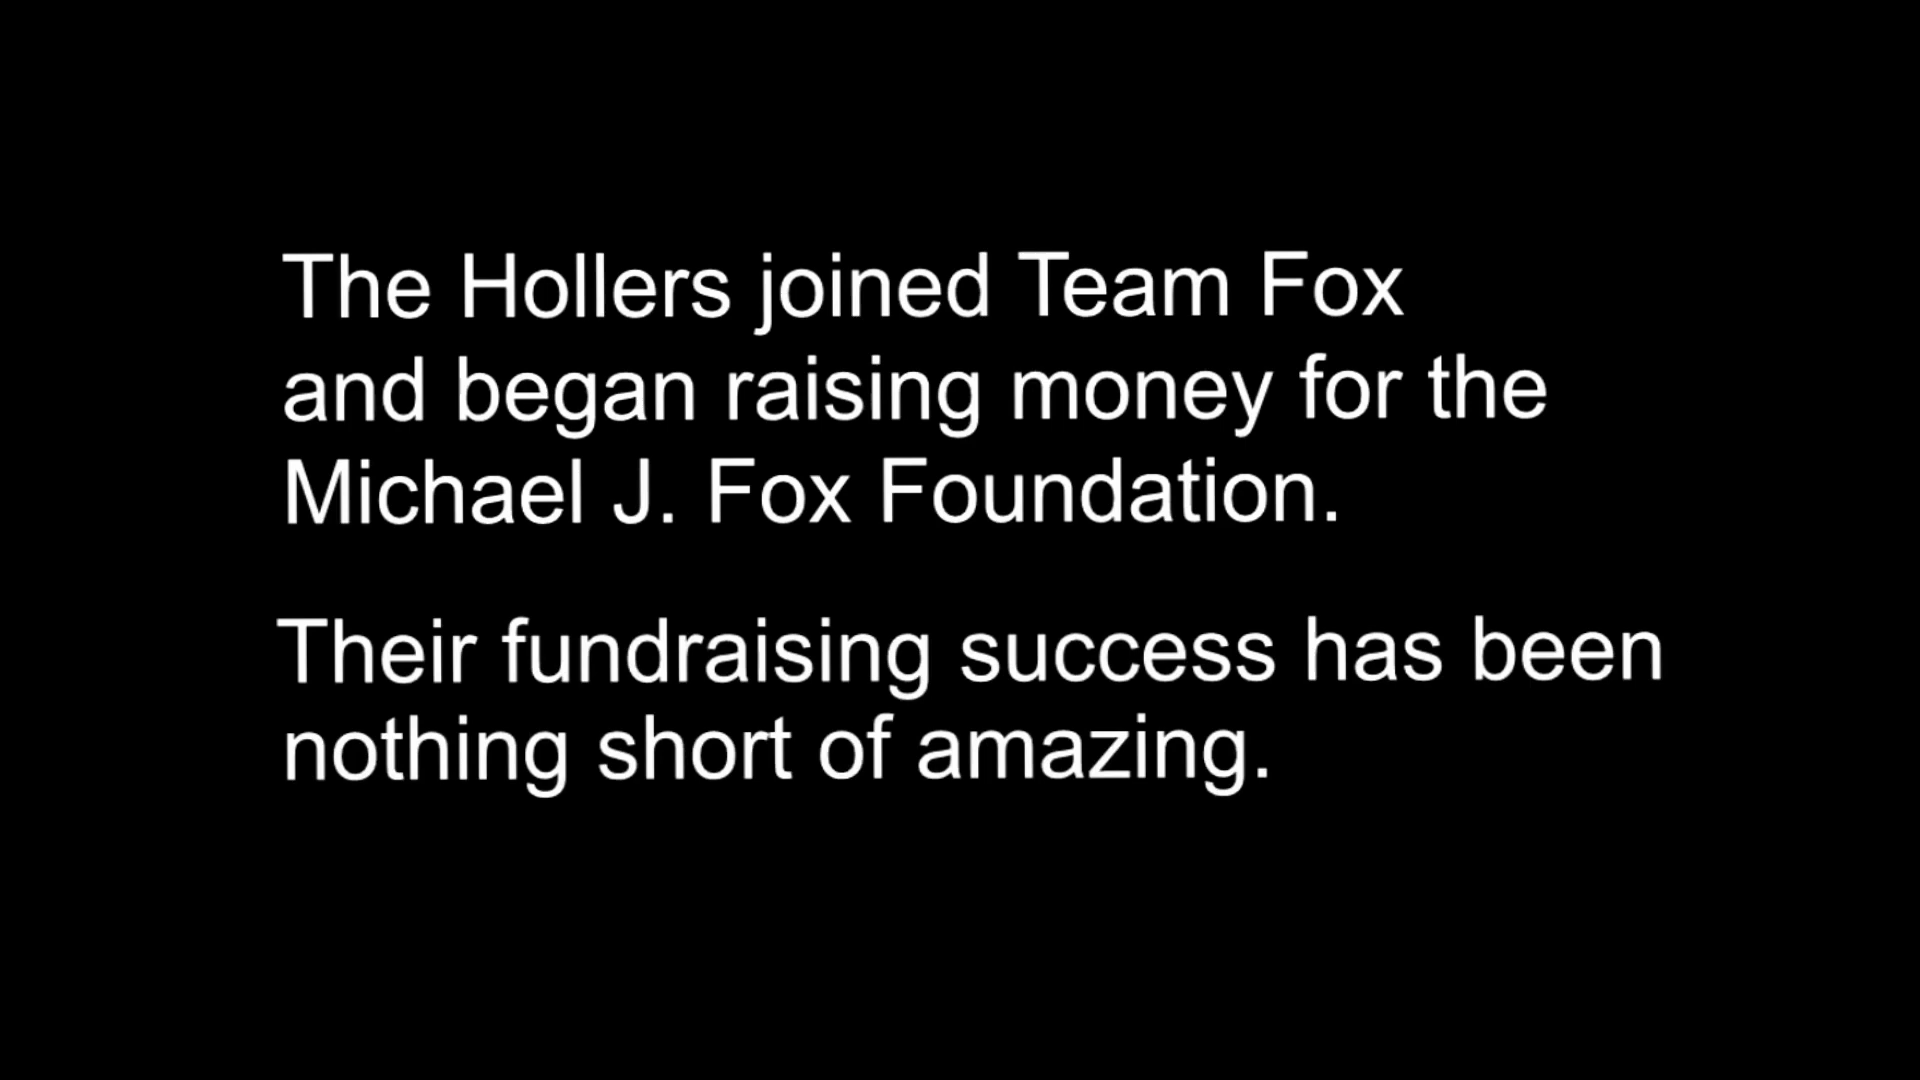 The Hollers joined Team Fox
and began raising money for the
Michael J. Fox Foundation.
Their fundraising success has been
nothing short of amazing.